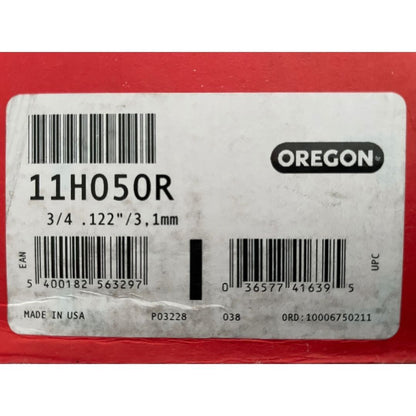 OREGON
11H050R
3/4 .122"/3,1mm
EAN
5 400182 563297
0 36577 41639 5
UPC
MADE IN USA P03228 038 ORD:10006750211